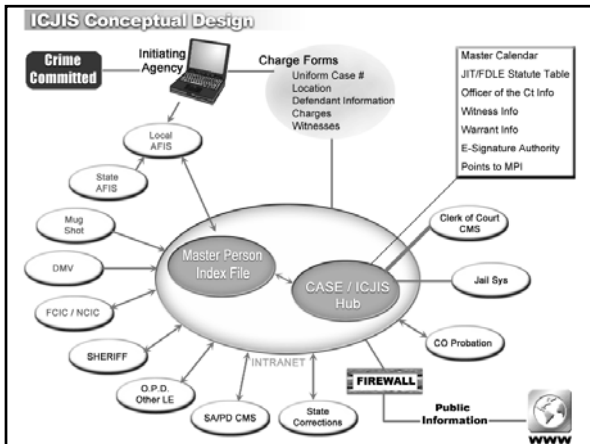 ICJIS Conceptual Design
Crime
Committed
Initiating
Agency
Charge Forms
Uniform Case #
Location
Defendant Information
Charges
Witnesses
Master Calendar
JIT/FDLE Statute Table
Officer of the Ct Info
Witness Info
Warrant Info
E-Signature Authority
Points to MPI
Local
AFIS
State
AFIS
Mug
Shot
DMV
FCIC / NCIC
SHERIFF
O.P.D.
Other LE
SA/PD CMS
State
Corrections
Master Person
Index File
CASE / ICJIS
Hub
INTRANET
Clerk of Court
CMS
Jail Sys
CO Probation
FIREWALL
Public
Information
WWW